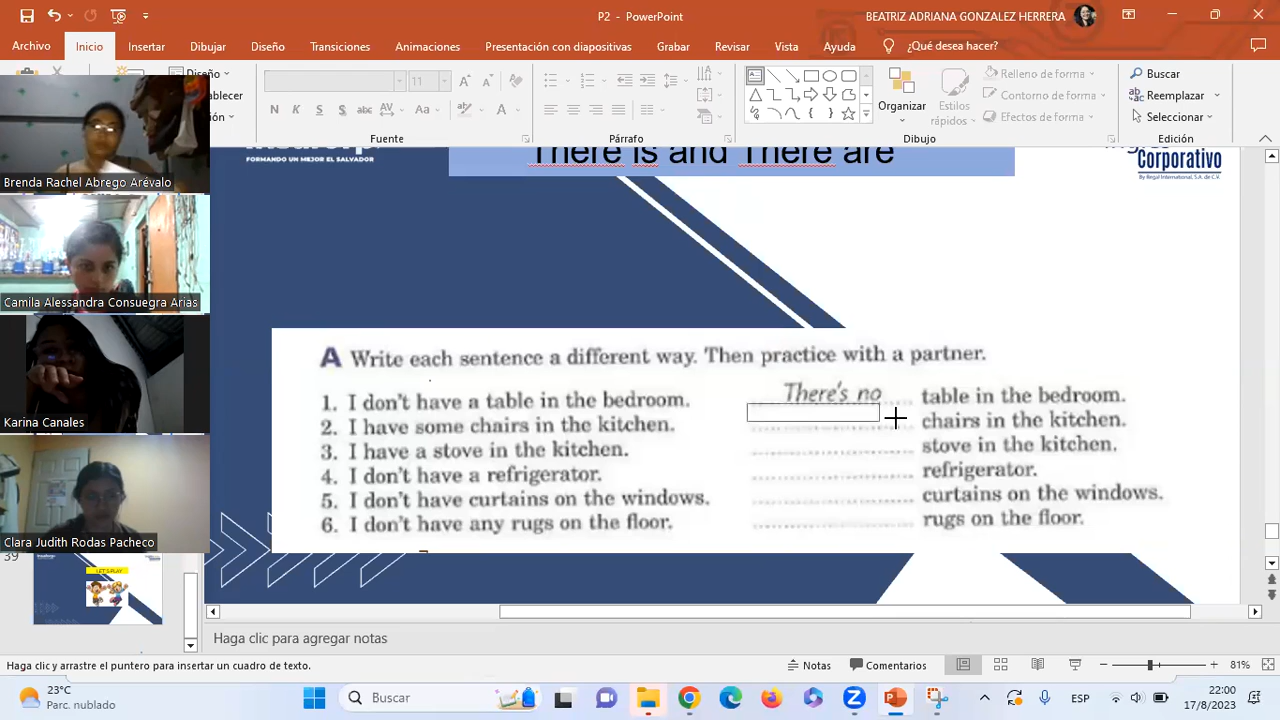 P2 - PowerPoint
BEATRIZ ADRIANA GONZALEZ HERRERA
Archivo Inicio Insertar Dibujar Diseño Transiciones Animaciones Presentación con diapositivas Grabar Revisar Vista Ayuda ¿Qué desea hacer?
Diseño
11
Organizar
Estilos rápidos
Relleno de forma
Contorno de forma
Efectos de forma
Buscar
Reemplazar
Seleccionar
Fuente Párrafo Dibujo Edición
FORMANDO UN MEJOR EL SALVADOR
There is and There are
Corporativo
By Regal International, S.A. de C.V.
Brenda Rachel Abrego Arévalo
Camila Alessandra Consuegra Arias
Karina Canales
Clara Judith Rodas Pacheco
A Write each sentence a different way. Then practice with a partner.
1. I don't have a table in the bedroom. There's no table in the bedroom.
2. I have some chairs in the kitchen. chairs in the kitchen.
3. I have a stove in the kitchen. stove in the kitchen.
4. I don't have a refrigerator. refrigerator.
5. I don't have curtains on the windows. curtains on the windows.
6. I don't have any rugs on the floor. rugs on the floor.
LET'S PLAY
Haga clic para agregar notas
Haga clic y arrastre el puntero para insertar un cuadro de texto.
Notas Comentarios 81%
23°C
Parc. nublado
Buscar
ESP
22:00
17/8/2023